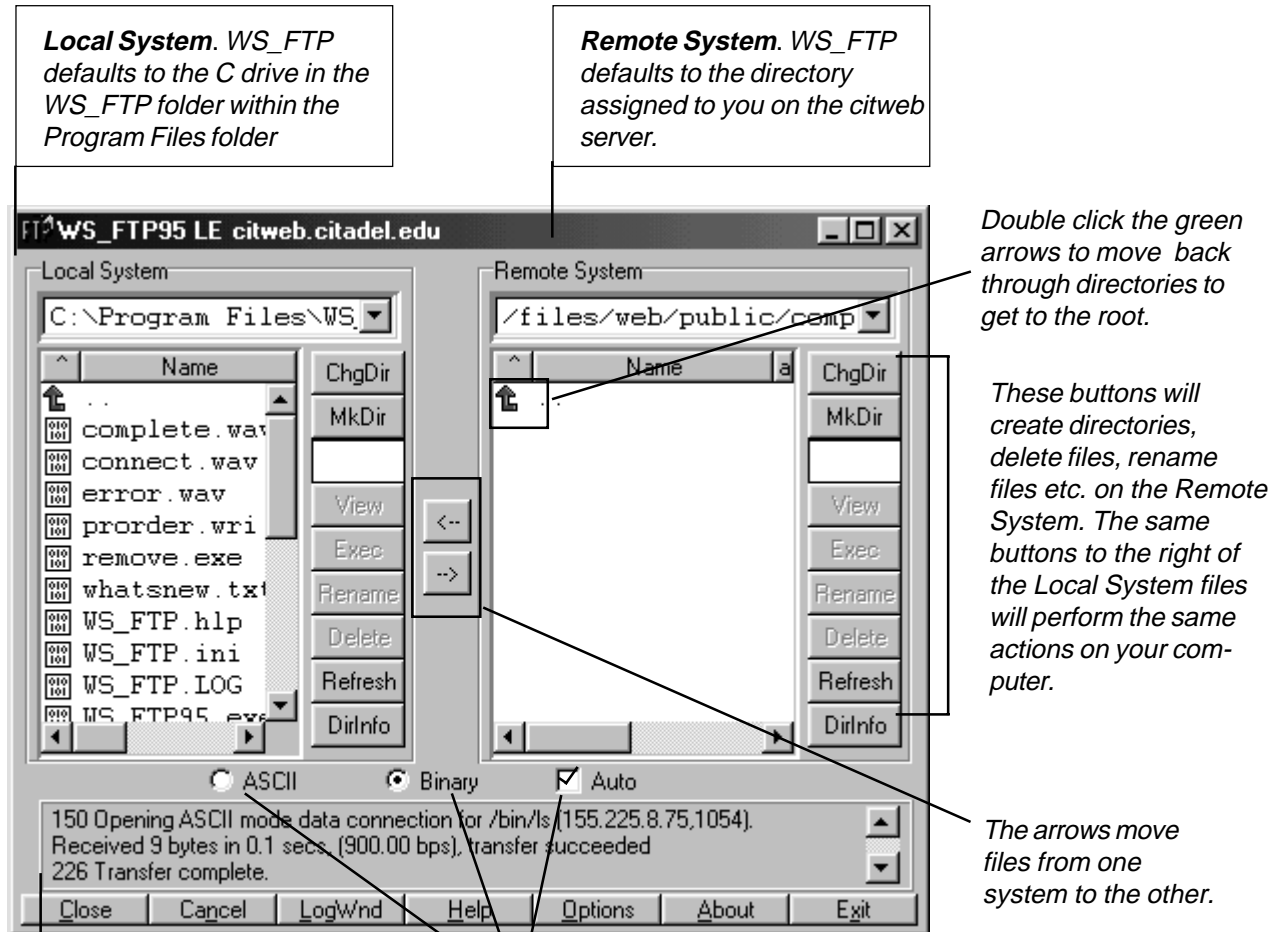 Local System. WS_FTP
defaults to the C drive in the
WS_FTP folder within the
Program Files folder
Remote System. WS_FTP
defaults to the directory
assigned to you on the citweb
server.
WS_FTP95 LE citweb.citadel.edu
Local System
C:\Program Files\WS_
^ Name
..
complete.wav
connect.wav
error.wav
prorder.wri
remove.exe
whatsnew.txt
WS_FTP.hlp
WS_FTP.ini
WS_FTP.LOG
WS_FTP95.exe
ChgDir
MkDir
View
Exec
Rename
Delete
Refresh
DirInfo
<--
-->
Remote System
/files/web/public/comp
^ Name a
..
ChgDir
MkDir
View
Exec
Rename
Delete
Refresh
DirInfo
ASCII Binary Auto
150 Opening ASCII mode data connection for /bin/ls (155.225.8.75,1054).
Received 9 bytes in 0.1 secs, (900.00 bps), transfer succeeded
226 Transfer complete.
Close Cancel LogWnd Help Options About Exit
Double click the green
arrows to move back
through directories to
get to the root.
These buttons will
create directories,
delete files, rename
files etc. on the Remote
System. The same
buttons to the right of
the Local System files
will perform the same
actions on your com-
puter.
The arrows move
files from one
system to the other.